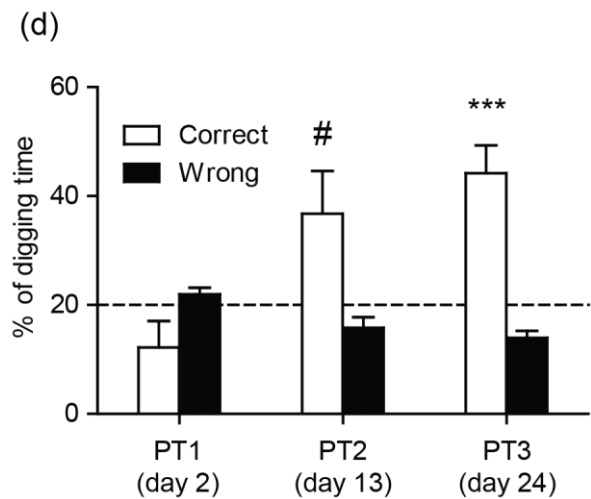 (d)
60
40
20
0
% of digging time
Correct
Wrong
#
***
PT1
(day 2)
PT2
(day 13)
PT3
(day 24)